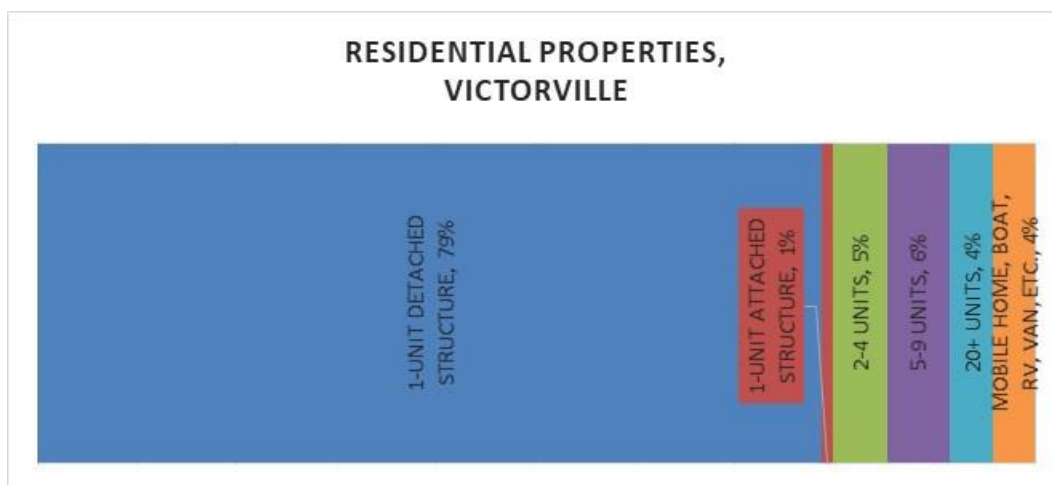 RESIDENTIAL PROPERTIES,
VICTORVILLE
1-UNIT DETACHED
STRUCTURE, 79%
1-UNIT ATTACHED
STRUCTURE, 1%
2-4 UNITS, 5%
5-9 UNITS, 6%
20+ UNITS, 4%
MOBILE HOME, BOAT,
RV, VAN, ETC., 4%